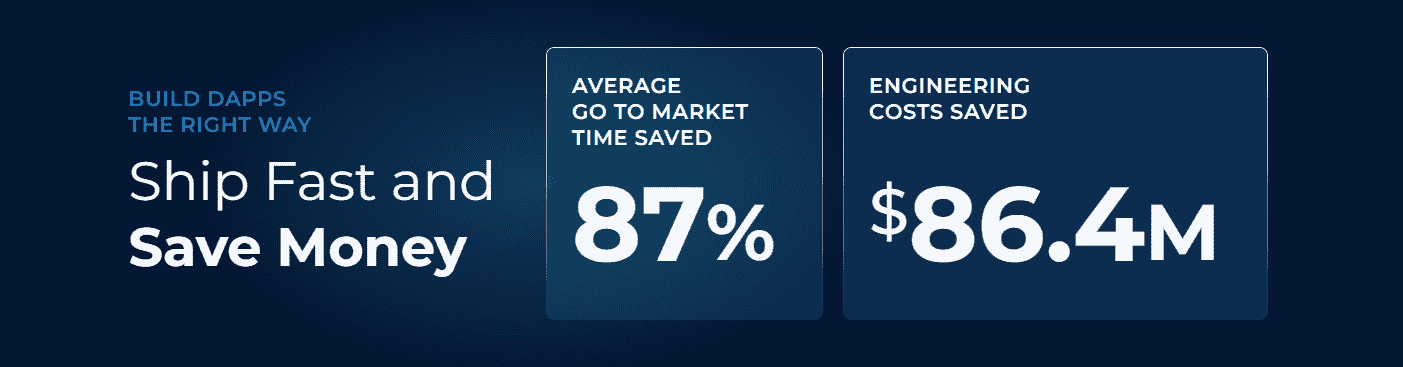 BUILD DAPPS
THE RIGHT WAY
Ship Fast and
Save Money
AVERAGE
GO TO MARKET
TIME SAVED
87%
ENGINEERING
COSTS SAVED
$86.4M